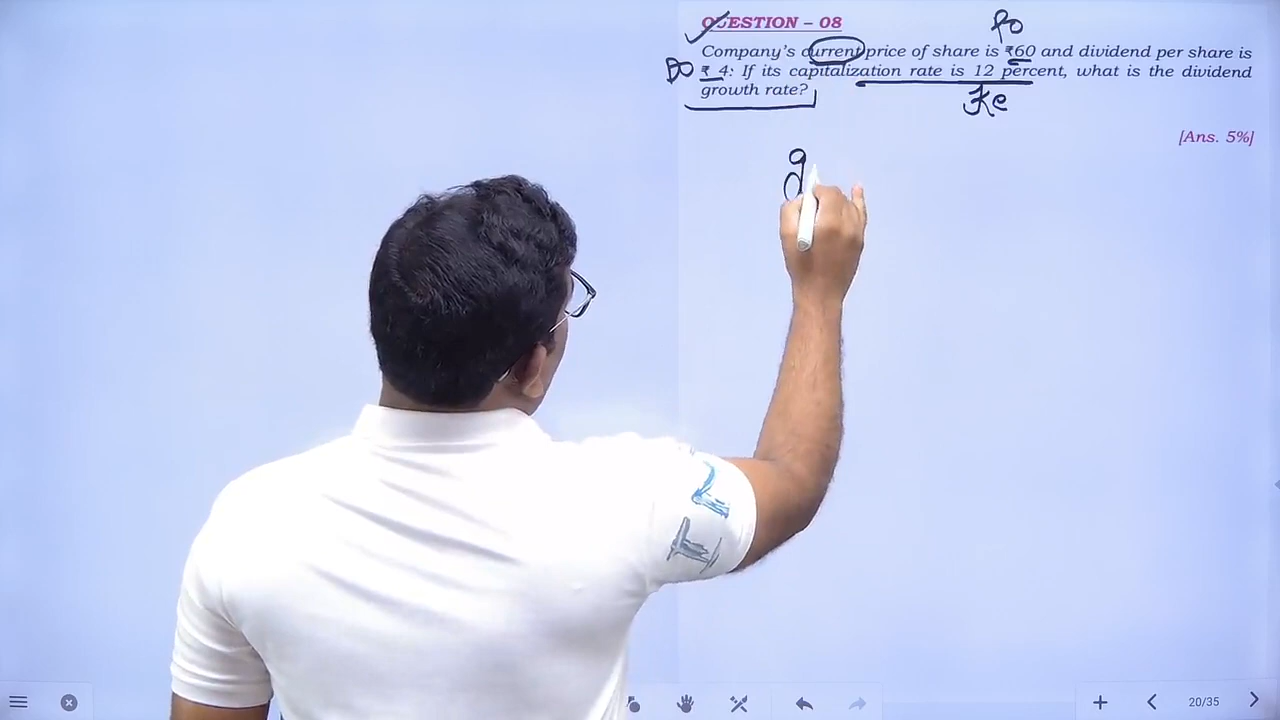 QUESTION – 08
P0
Company's current price of share is ₹60 and dividend per share is
D0 ₹ 4: If its capitalization rate is 12 percent, what is the dividend
growth rate?
Ke
[Ans. 5%]
g
20/35